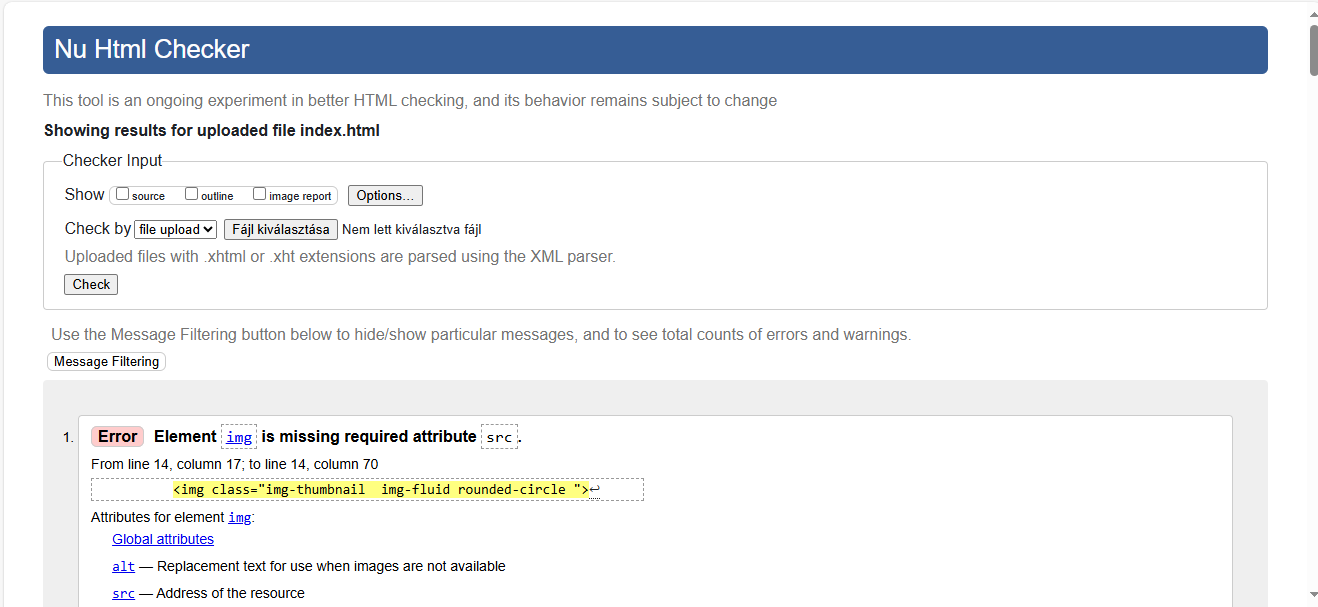 Nu Html Checker
This tool is an ongoing experiment in better HTML checking, and its behavior remains subject to change
Showing results for uploaded file index.html
Checker Input
Show source outline image report Options...
Check by file upload Fájl kiválasztása Nem lett kiválasztva fájl
Uploaded files with .xhtml or .xht extensions are parsed using the XML parser.
Check
Use the Message Filtering button below to hide/show particular messages, and to see total counts of errors and warnings.
Message Filtering
1. Error Element img is missing required attribute src.
From line 14, column 17; to line 14, column 70
<img class="img-thumbnail  img-fluid rounded-circle ">↩
Attributes for element img:
Global attributes
alt — Replacement text for use when images are not available
src — Address of the resource